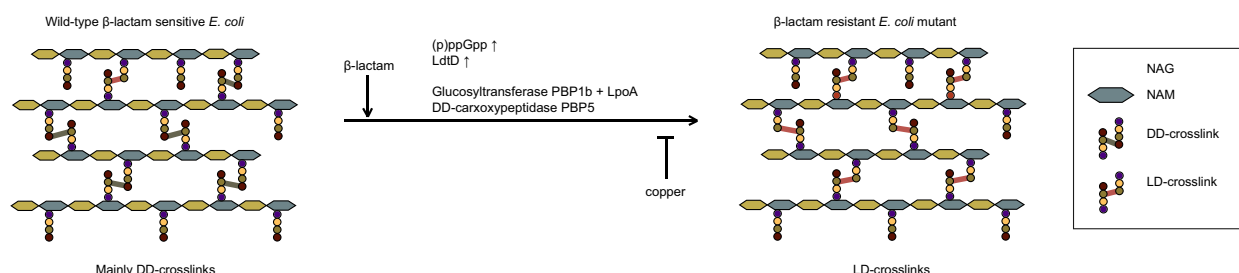 Wild-type β-lactam sensitive E. coli
Mainly DD-crosslinks
β-lactam
(p)ppGpp ↑
LdtD ↑
Glucosyltransferase PBP1b + LpoA
DD-carxoxypeptidase PBP5
copper
β-lactam resistant E. coli mutant
LD-crosslinks
NAG
NAM
DD-crosslink
LD-crosslink